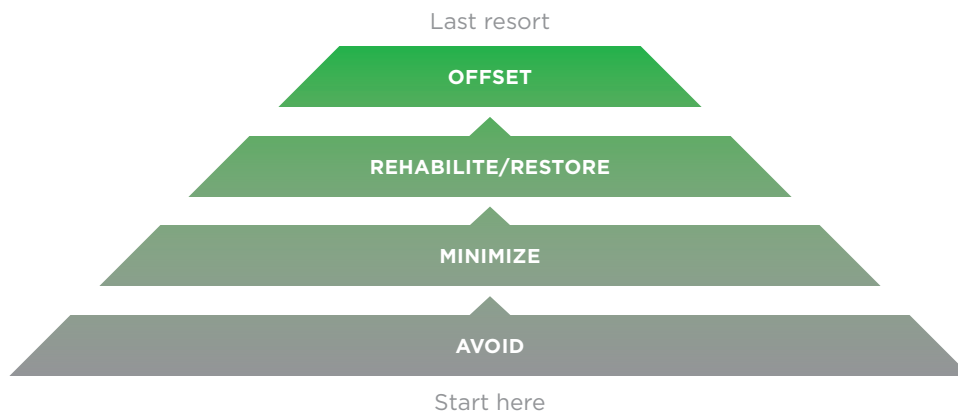 Last resort
OFFSET
REHABILITE/RESTORE
MINIMIZE
AVOID
Start here